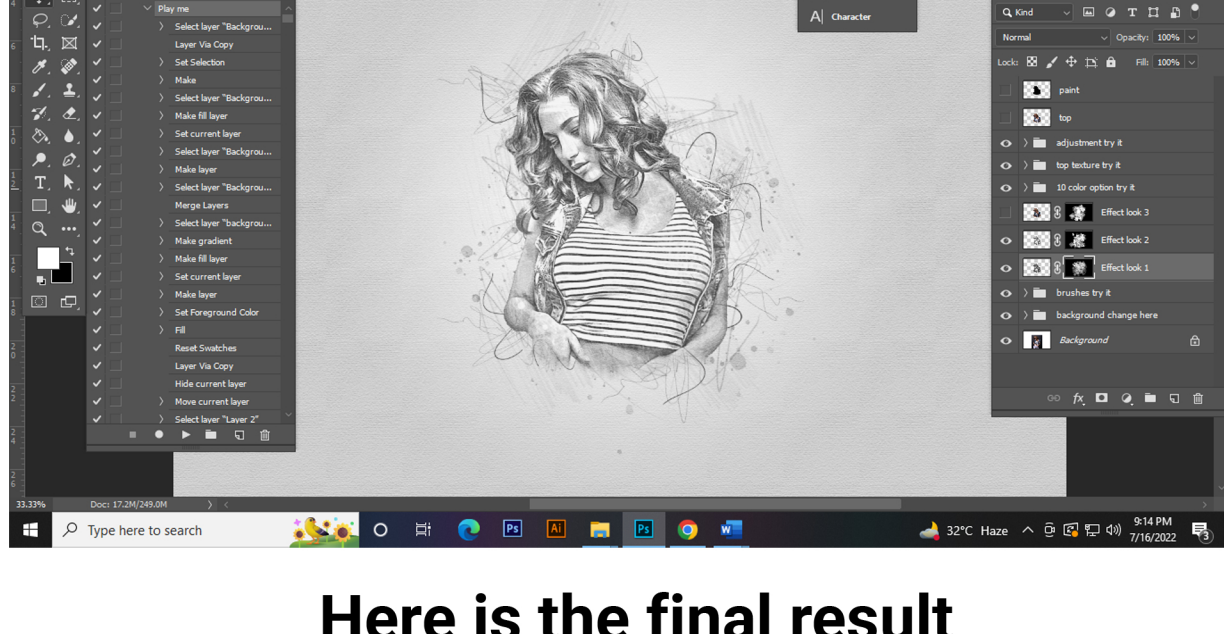 Play me
Select layer "Backgrou...
Layer Via Copy
Set Selection
Make
Select layer "Backgrou...
Make fill layer
Set current layer
Select layer "Backgrou...
Make layer
Select layer "Backgrou...
Merge Layers
Select layer "backgrou...
Make gradient
Make fill layer
Set current layer
Make layer
Set Foreground Color
Fill
Reset Swatches
Layer Via Copy
Hide current layer
Move current layer
Select layer "Layer 2"
A| Character
Kind
Normal
Opacity: 100%
Lock:
Fill: 100%
paint
top
adjustment try it
top texture try it
10 color option try it
Effect look 3
Effect look 2
Effect look 1
brushes try it
background change here
Background
33.33% Doc: 17.2M/249.0M
Type here to search
Ps
Ai
Ps
W
32°C Haze
9:14 PM
7/16/2022
3
Here is the final result